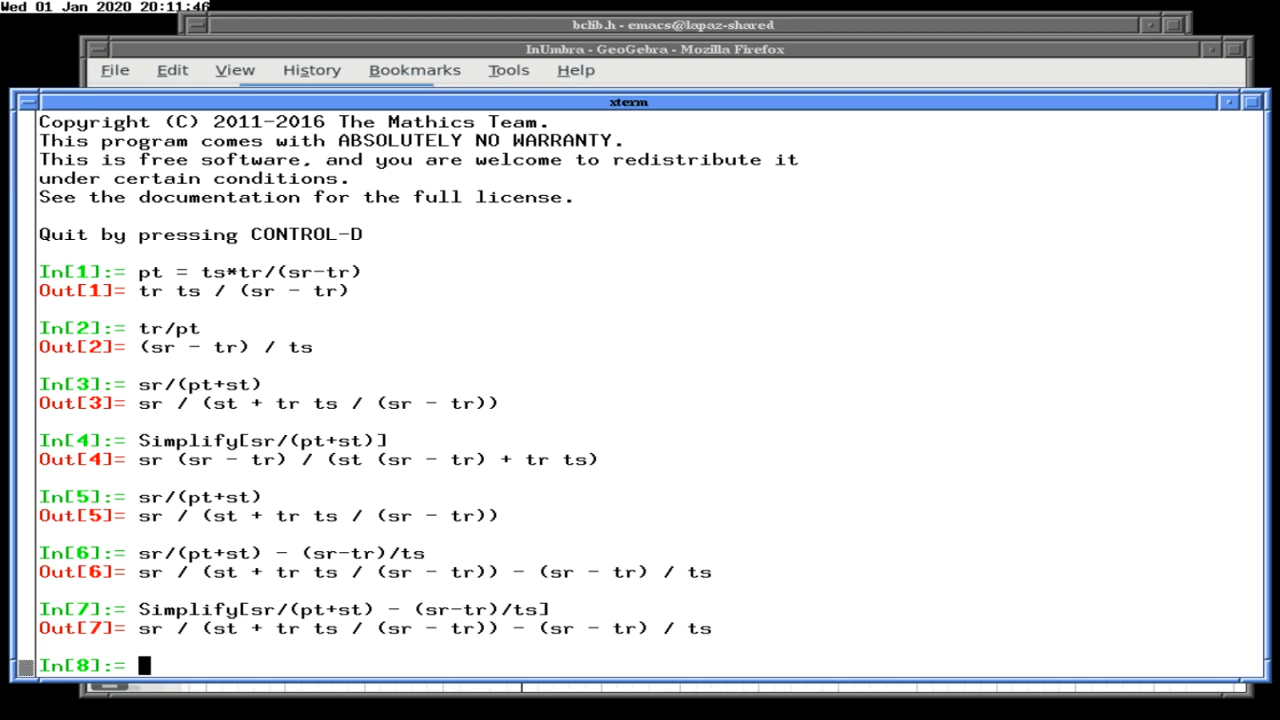 Wed 01 Jan 2020 20:11:46
bclib.h - emacs@lapaz-shared
InUmbra - GeoGebra - Mozilla Firefox
File Edit View History Bookmarks Tools Help
xterm
Copyright (C) 2011-2016 The Mathics Team.
This program comes with ABSOLUTELY NO WARRANTY.
This is free software, and you are welcome to redistribute it
under certain conditions.
See the documentation for the full license.
Quit by pressing CONTROL-D
In[1]:= pt = ts*tr/(sr-tr)
Out[1]= tr ts / (sr - tr)
In[2]:= tr/pt
Out[2]= (sr - tr) / ts
In[3]:= sr/(pt+st)
Out[3]= sr / (st + tr ts / (sr - tr))
In[4]:= Simplify[sr/(pt+st)]
Out[4]= sr (sr - tr) / (st (sr - tr) + tr ts)
In[5]:= sr/(pt+st)
Out[5]= sr / (st + tr ts / (sr - tr))
In[6]:= sr/(pt+st) - (sr-tr)/ts
Out[6]= sr / (st + tr ts / (sr - tr)) - (sr - tr) / ts
In[7]:= Simplify[sr/(pt+st) - (sr-tr)/ts]
Out[7]= sr / (st + tr ts / (sr - tr)) - (sr - tr) / ts
In[8]:=